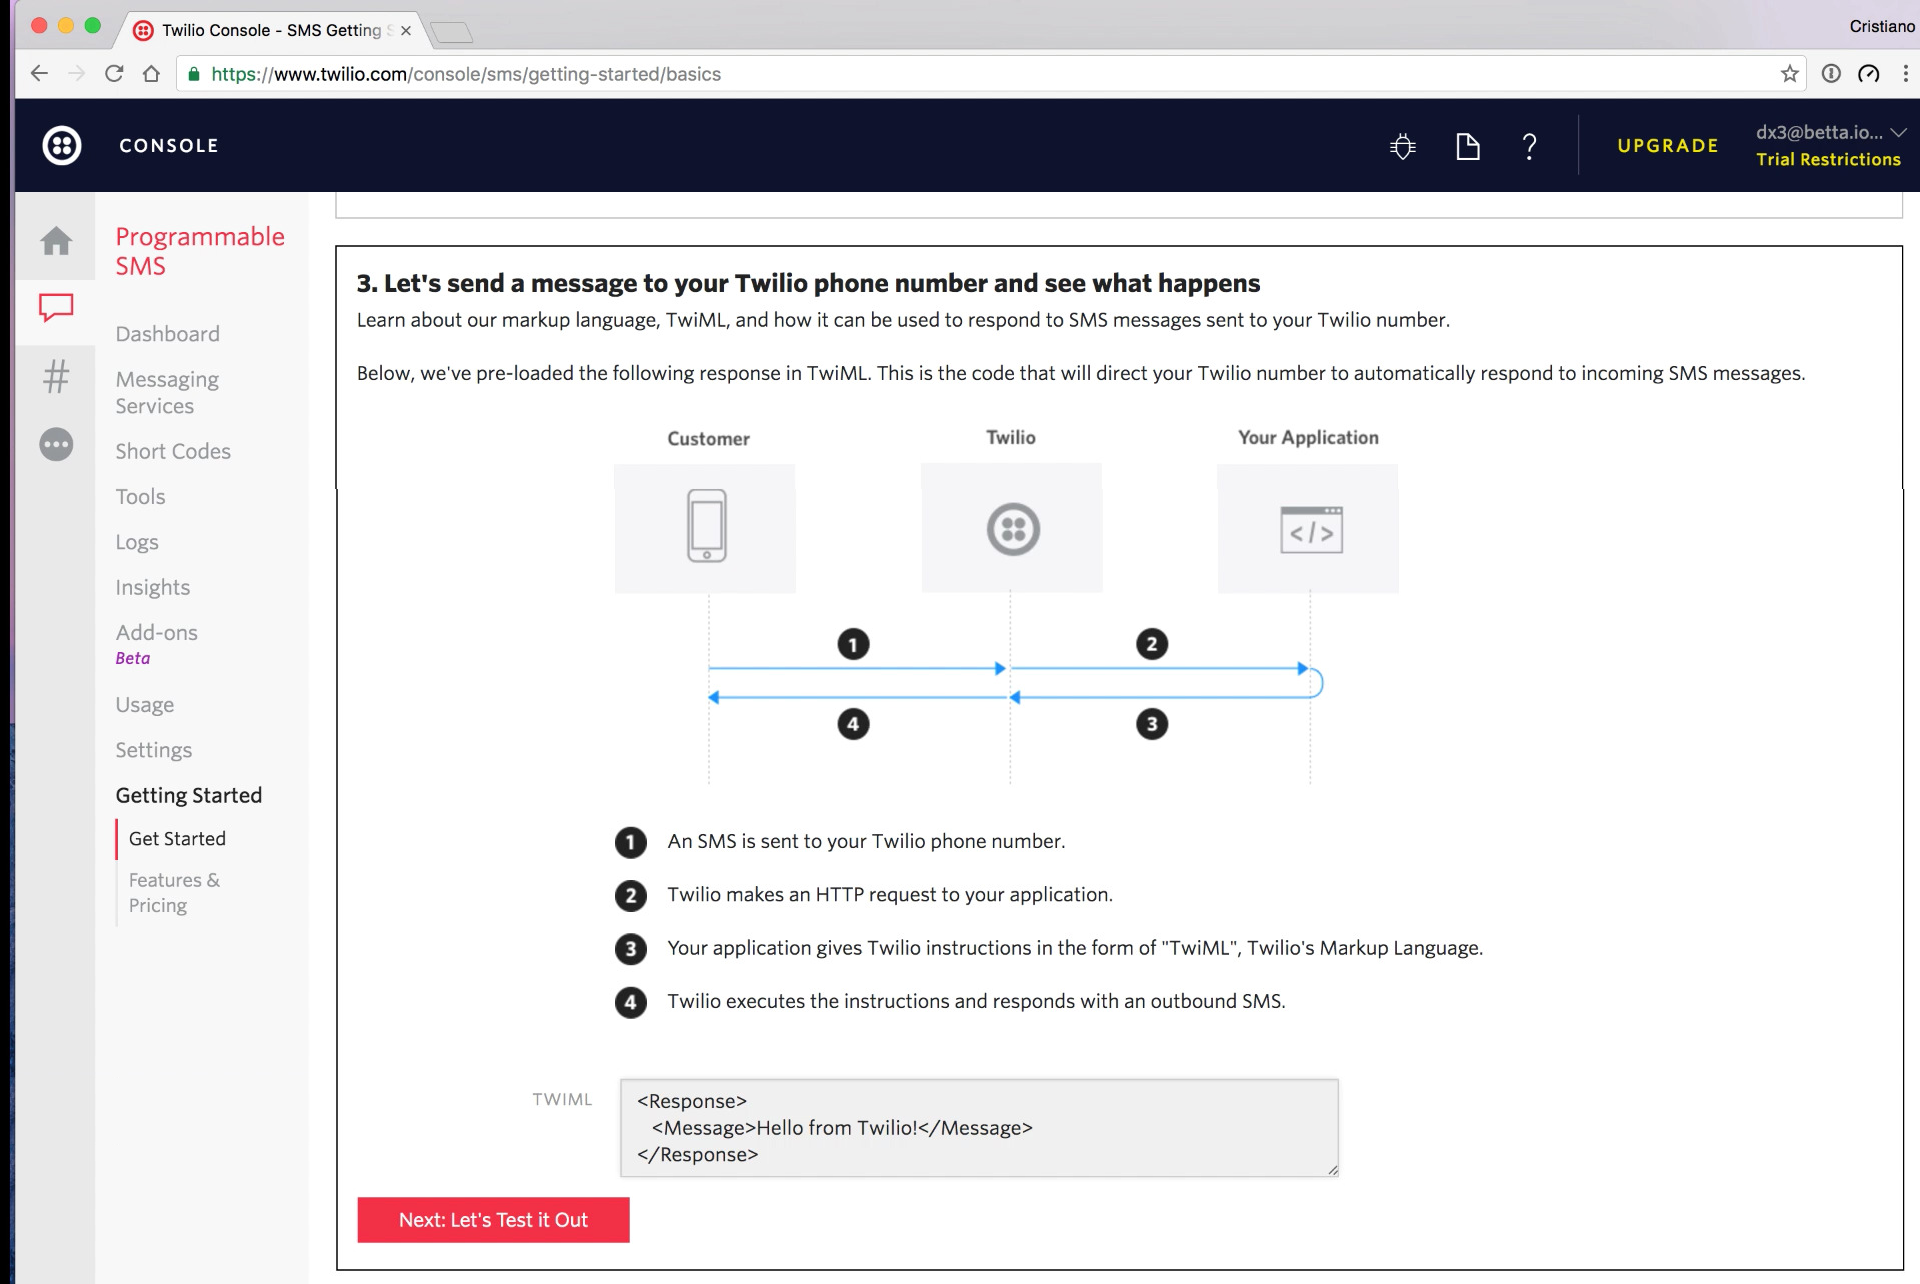 Twilio Console - SMS Getting S
Cristiano
https://www.twilio.com/console/sms/getting-started/basics
CONSOLE
UPGRADE
dx3@betta.io...
Trial Restrictions
Programmable
SMS
Dashboard
Messaging
Services
Short Codes
Tools
Logs
Insights
Add-ons
Beta
Usage
Settings
Getting Started
Get Started
Features &
Pricing
3. Let's send a message to your Twilio phone number and see what happens
Learn about our markup language, TwiML, and how it can be used to respond to SMS messages sent to your Twilio number.
Below, we've pre-loaded the following response in TwiML. This is the code that will direct your Twilio number to automatically respond to incoming SMS messages.
Customer
Twilio
Your Application
</>
1
2
4
3
1 An SMS is sent to your Twilio phone number.
2 Twilio makes an HTTP request to your application.
3 Your application gives Twilio instructions in the form of "TwiML", Twilio's Markup Language.
4 Twilio executes the instructions and responds with an outbound SMS.
TWIML
<Response>
<Message>Hello from Twilio!</Message>
</Response>
Next: Let's Test it Out